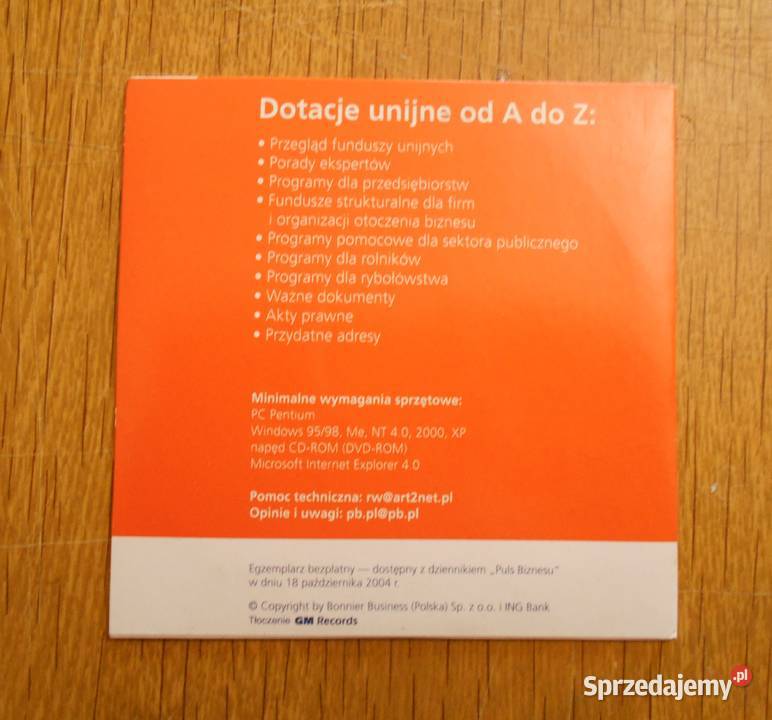 Dotacje unijne od A do Z:
• Przegląd funduszy unijnych
• Porady ekspertów
• Programy dla przedsiębiorstw
• Fundusze strukturalne dla firm
i organizacji otoczenia biznesu
• Programy pomocowe dla sektora publicznego
• Programy dla rolników
• Programy dla rybołówstwa
• Ważne dokumenty
• Akty prawne
• Przydatne adresy
Minimalne wymagania sprzętowe:
PC Pentium
Windows 95/98, Me, NT 4.0, 2000, XP
napęd CD-ROM (DVD-ROM)
Microsoft Internet Explorer 4.0
Pomoc techniczna: rw@art2net.pl
Opinie i uwagi: pb.pl@pb.pl
Egzemplarz bezpłatny — dostępny z dziennikiem „Puls Biznesu"
w dniu 18 października 2004 r.
© Copyright by Bonnier Business (Polska) Sp. z o.o. i ING Bank
Tłoczenie GM Records
Sprzedajemy.pl